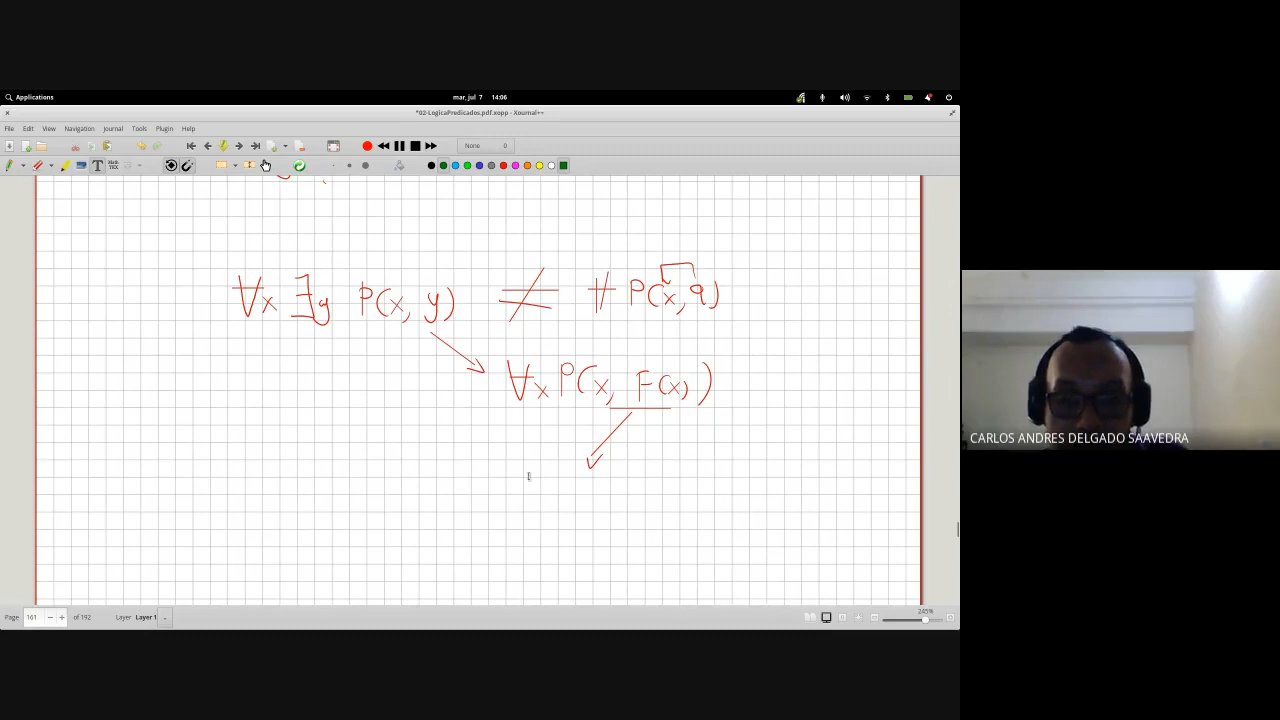 Applications
mar, jul 7 14:06
*02-LogicaPredicados.pdf.xopp - Xournal++
File Edit View Navigation Journal Tools Plugin Help
None 0
∀x ∃y P(x, y) ≠ P(x, a)
∀x P(x, F(x))
CARLOS ANDRES DELGADO SAAVEDRA
Page 161 of 192 Layer Layer 1
245%